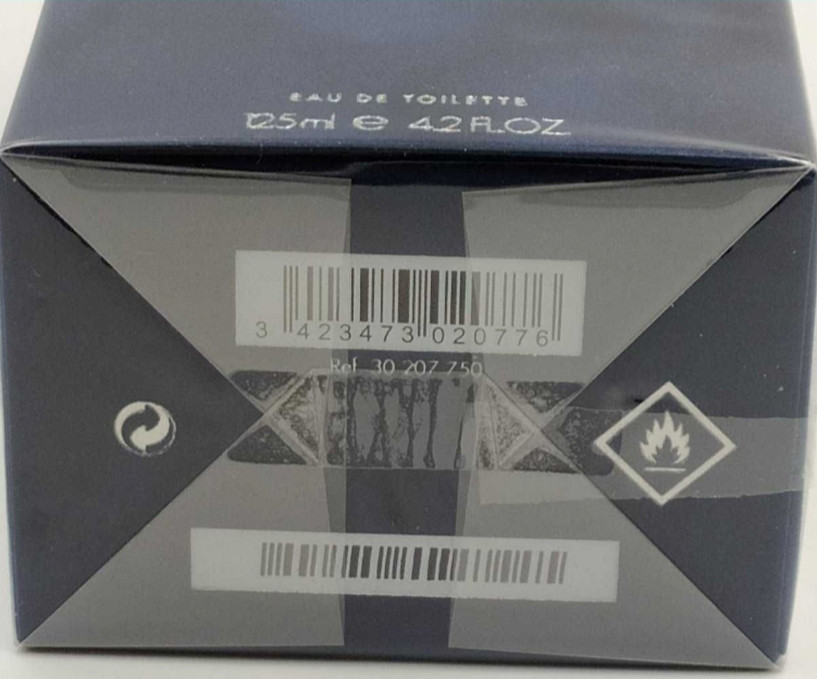 EAU DE TOILETTE
125ml e 4.2 FL.OZ
3 423473 020776
Ref 30 207 750